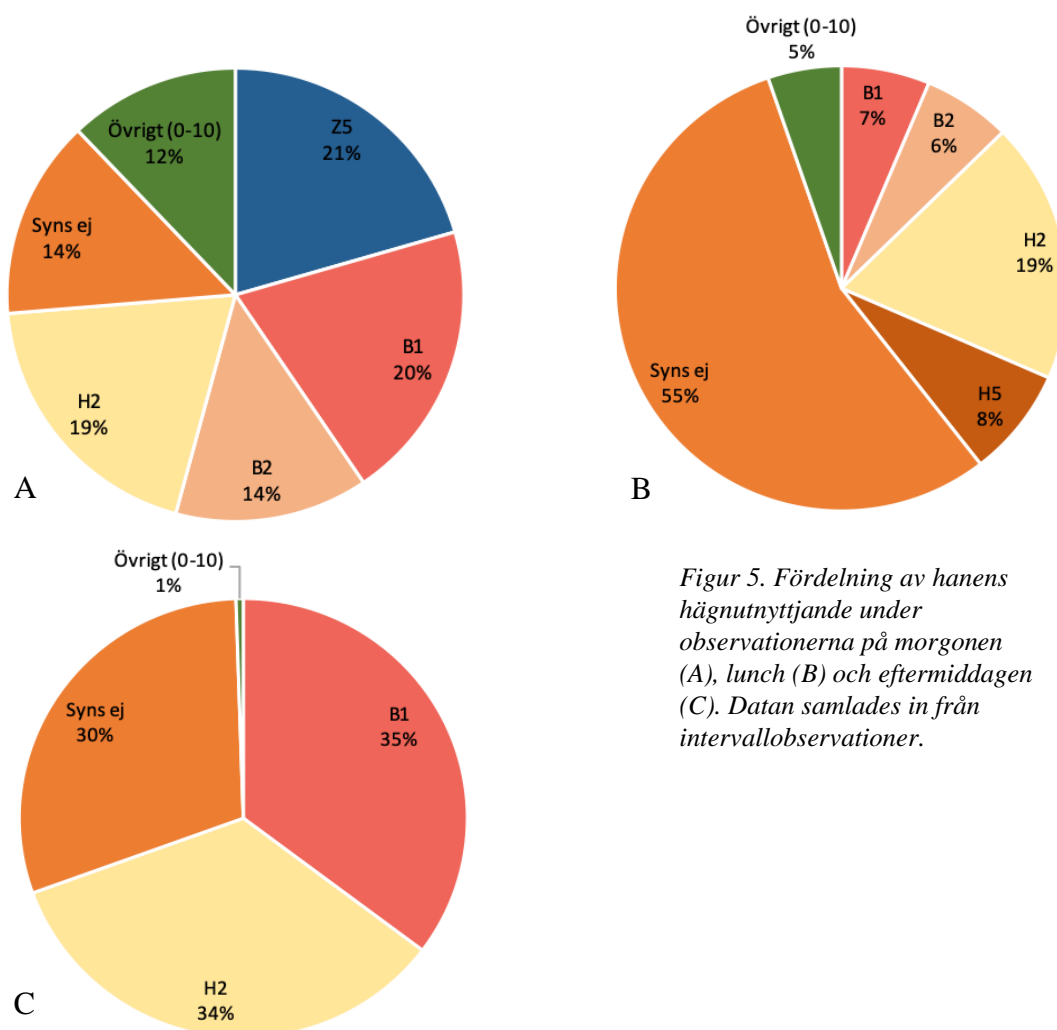 Övrigt (0-10)
12%
Z5
21%
Syns ej
14%
B1
20%
H2
19%
B2
14%
A
Övrigt (0-10)
5%
B1
7%
B2
6%
H2
19%
Syns ej
55%
H5
8%
B
Övrigt (0-10)
1%
Syns ej
30%
B1
35%
H2
34%
C
Figur 5. Fördelning av hanens
hägnutnyttjande under
observationerna på morgonen
(A), lunch (B) och eftermiddagen
(C). Datan samlades in från
intervallobservationer.